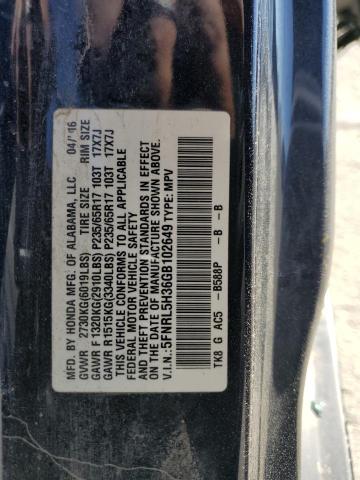 MFD. BY HONDA MFG. OF ALABAMA, LLC 04/16
GVWR 2730KG(6019LBS) TIRE SIZE RIM SIZE
GAWR F 1320KG(2910LBS) P235/65R17 103T 17X7J
GAWR R 1515KG(3340LBS) P235/65R17 103T 17X7J
THIS VEHICLE CONFORMS TO ALL APPLICABLE
FEDERAL MOTOR VEHICLE SAFETY AND
THEFT PREVENTION STANDARDS IN EFFECT
ON THE DATE OF MANUFACTURE SHOWN ABOVE.
V.I.N.: 5FNRL5H36GB102649 TYPE: MPV
TK8 G AC5 -B588P -B -B